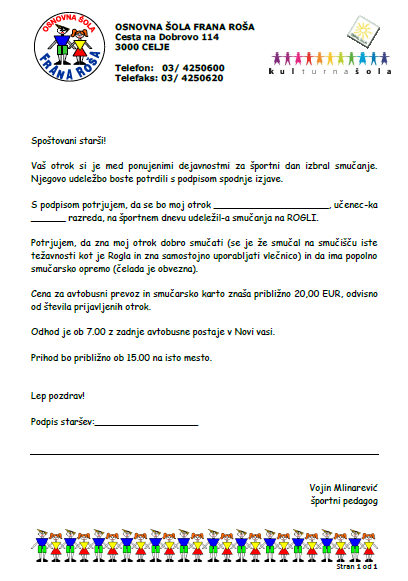 OSNOVNA ŠOLA
FRANA ROŠA
OSNOVNA ŠOLA FRANA ROŠA
Cesta na Dobrovo 114
3000 CELJE
Telefon: 03/ 4250600
Telefaks: 03/ 4250620
kulturnašola
Spoštovani starši!
Vaš otrok si je med ponujenimi dejavnostmi za športni dan izbral smučanje.
Njegovo udeležbo boste potrdili s podpisom spodnje izjave.
S podpisom potrjujem, da se bo moj otrok ______________________, učenec-ka
_______ razreda, na športnem dnevu udeležil-a smučanja na ROGLI.
Potrjujem, da zna moj otrok dobro smučati (se je že smučal na smučišču iste
težavnosti kot je Rogla in zna samostojno uporabljati vlečnico) in da ima popolno
smučarsko opremo (čelada je obvezna).
Cena za avtobusni prevoz in smučarsko karto znaša približno 20,00 EUR, odvisno
od števila prijavljenih otrok.
Odhod je ob 7.00 z zadnje avtobusne postaje v Novi vasi.
Prihod bo približno ob 15.00 na isto mesto.
Lep pozdrav!
Podpis staršev:____________________
Vojin Mlinarević
športni pedagog
Stran 1 od 1